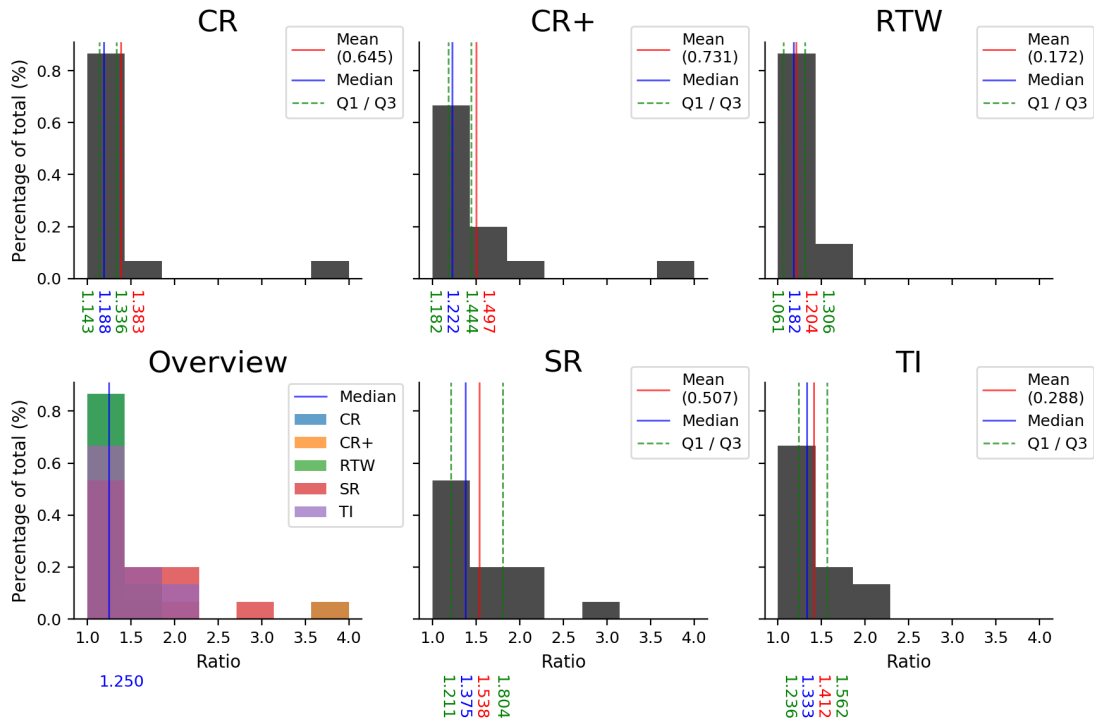 CR
Mean
(0.645)
Median
Q1 / Q3
Percentage of total (%)
0.8
0.6
0.4
0.2
0.0
1.143
1.188
1.336
1.383
CR+
Mean
(0.731)
Median
Q1 / Q3
1.182
1.222
1.444
1.497
RTW
Mean
(0.172)
Median
Q1 / Q3
1.061
1.182
1.204
1.306
Overview
Median
CR
CR+
RTW
SR
TI
Percentage of total (%)
0.8
0.6
0.4
0.2
0.0
1.0 1.5 2.0 2.5 3.0 3.5 4.0
Ratio
1.250
SR
Mean
(0.507)
Median
Q1 / Q3
1.0 1.5 2.0 2.5 3.0 3.5 4.0
Ratio
1.211
1.375
1.538
1.804
TI
Mean
(0.288)
Median
Q1 / Q3
1.0 1.5 2.0 2.5 3.0 3.5 4.0
Ratio
1.236
1.333
1.412
1.562